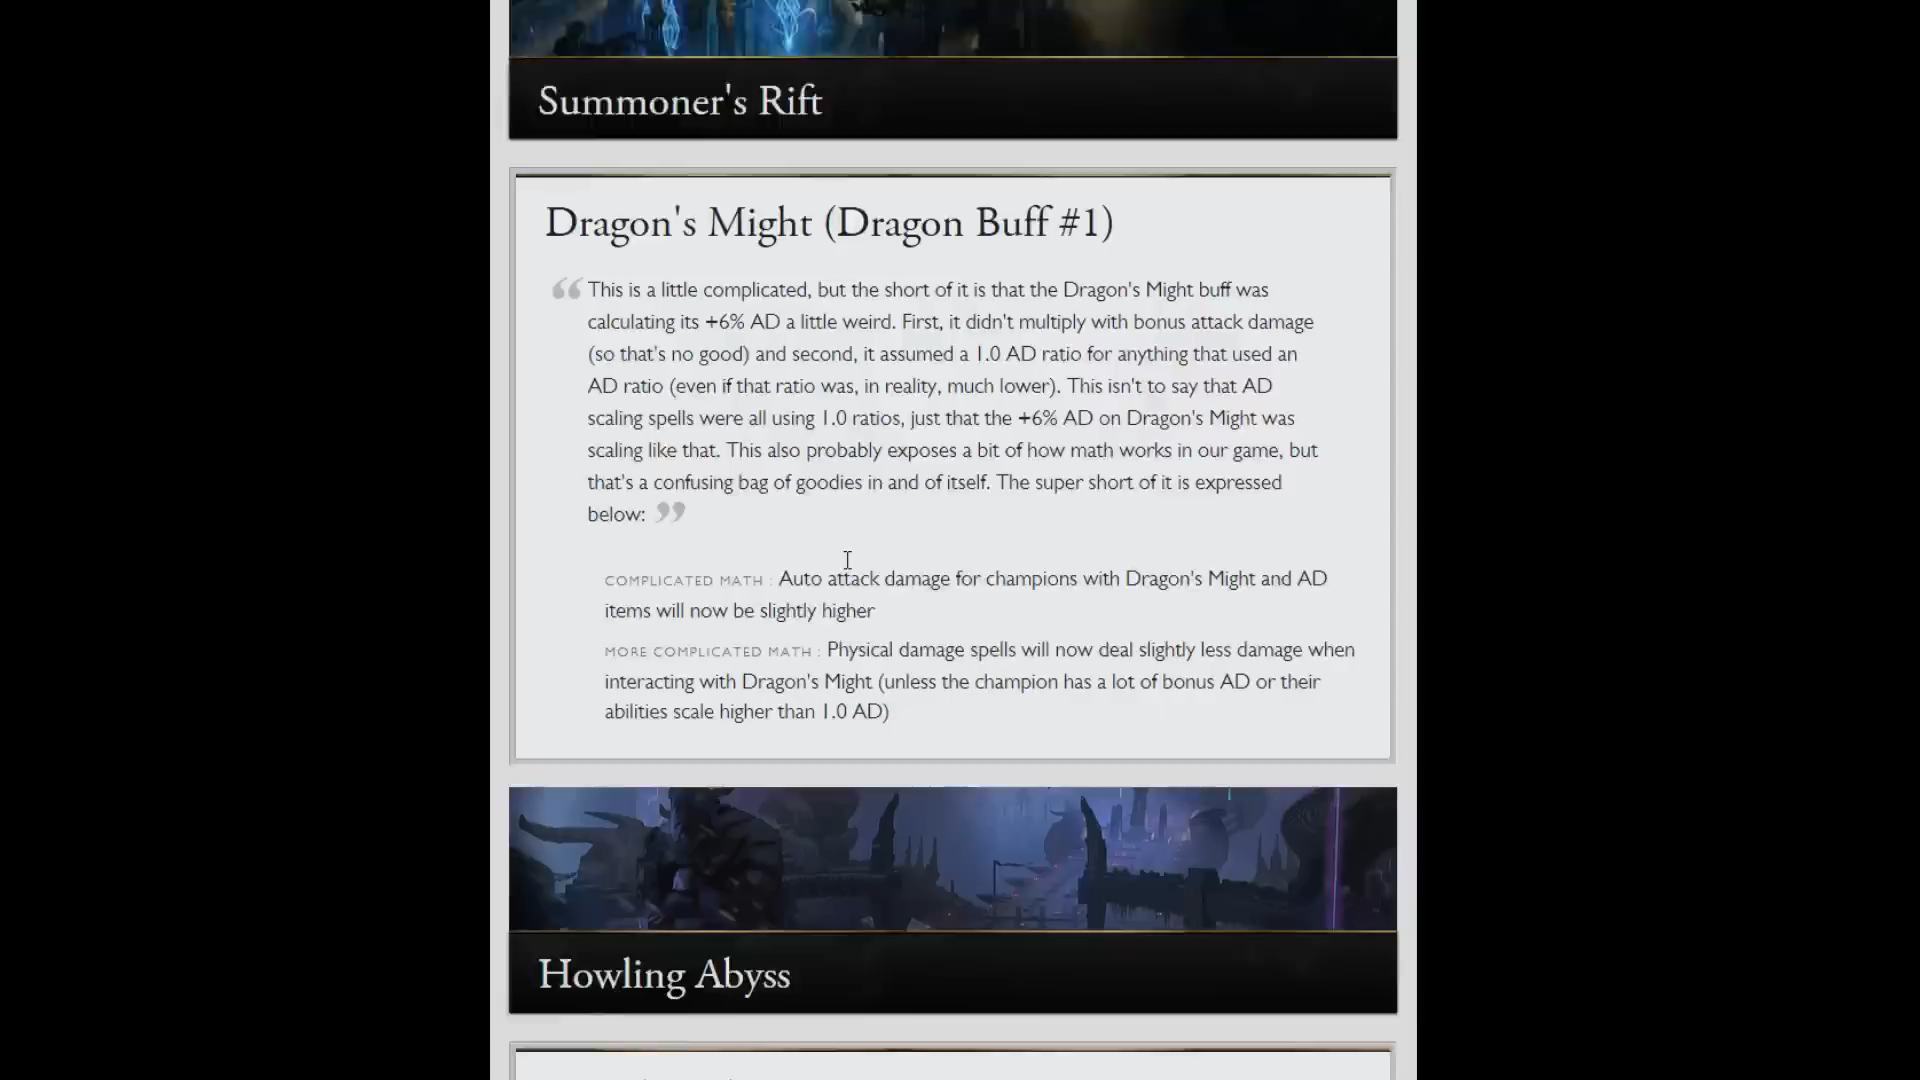 Summoner's Rift
Dragon's Might (Dragon Buff #1)
“ This is a little complicated, but the short of it is that the Dragon's Might buff was
calculating its +6% AD a little weird. First, it didn't multiply with bonus attack damage
(so that's no good) and second, it assumed a 1.0 AD ratio for anything that used an
AD ratio (even if that ratio was, in reality, much lower). This isn't to say that AD
scaling spells were all using 1.0 ratios, just that the +6% AD on Dragon's Might was
scaling like that. This also probably exposes a bit of how math works in our game, but
that's a confusing bag of goodies in and of itself. The super short of it is expressed
below: ”
COMPLICATED MATH : Auto attack damage for champions with Dragon's Might and AD
items will now be slightly higher
MORE COMPLICATED MATH : Physical damage spells will now deal slightly less damage when
interacting with Dragon's Might (unless the champion has a lot of bonus AD or their
abilities scale higher than 1.0 AD)
Howling Abyss